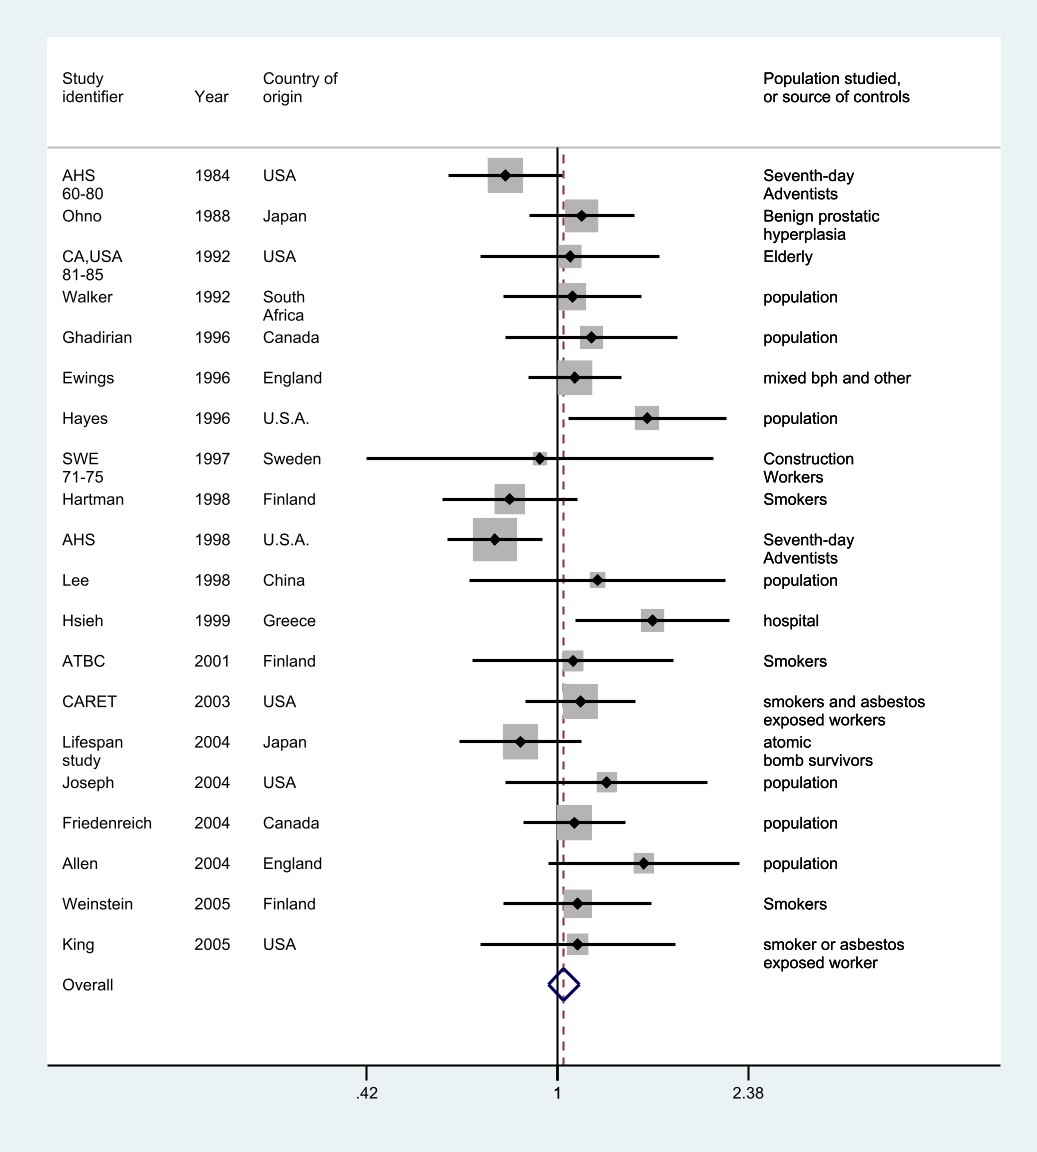 Study Country of Population studied,
identifier Year origin or source of controls
AHS 1984 USA Seventh-day
60-80 Adventists
Ohno 1988 Japan Benign prostatic
hyperplasia
CA,USA 1992 USA Elderly
81-85
Walker 1992 South population
Africa
Ghadirian 1996 Canada population
Ewings 1996 England mixed bph and other
Hayes 1996 U.S.A. population
SWE 1997 Sweden Construction
71-75 Workers
Hartman 1998 Finland Smokers
AHS 1998 U.S.A. Seventh-day
Adventists
Lee 1998 China population
Hsieh 1999 Greece hospital
ATBC 2001 Finland Smokers
CARET 2003 USA smokers and asbestos
exposed workers
Lifespan 2004 Japan atomic
study bomb survivors
Joseph 2004 USA population
Friedenreich 2004 Canada population
Allen 2004 England population
Weinstein 2005 Finland Smokers
King 2005 USA smoker or asbestos
exposed worker
Overall
.42 1 2.38